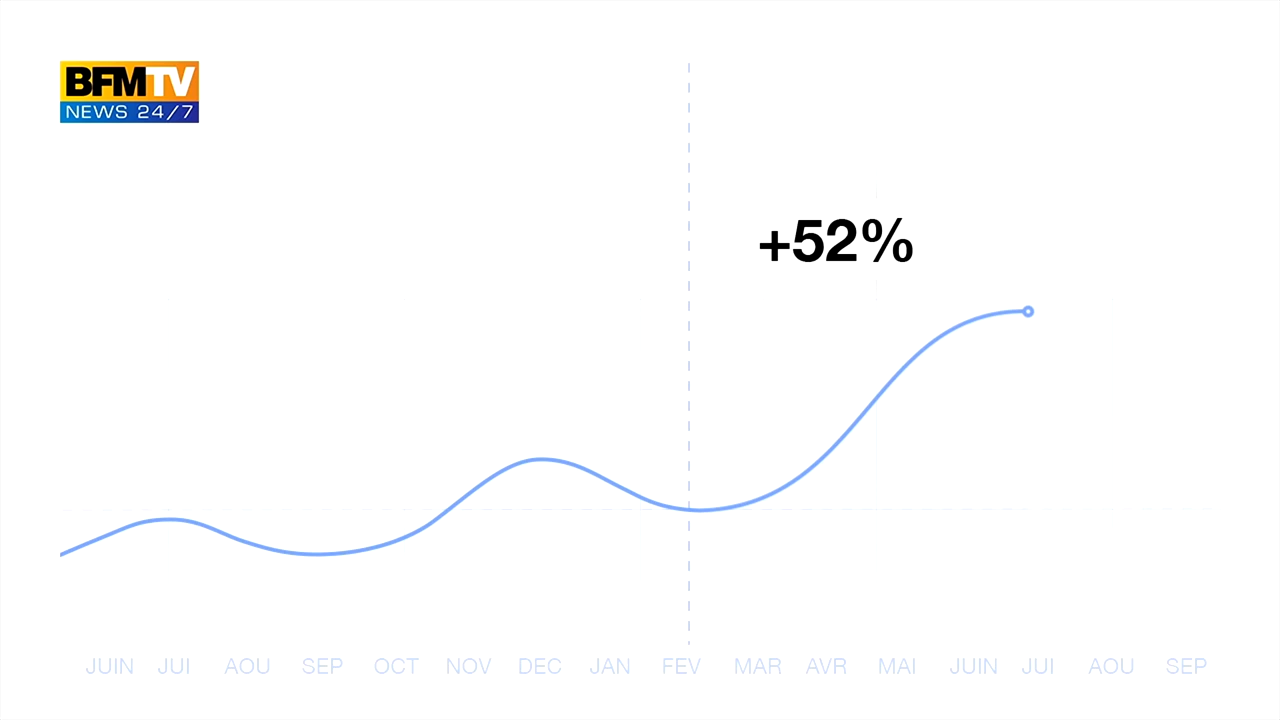 BFMTV
NEWS 24/7
+52%
JUIN JUI AOU SEP OCT NOV DEC JAN FEV MAR AVR MAI JUIN JUI AOU SEP